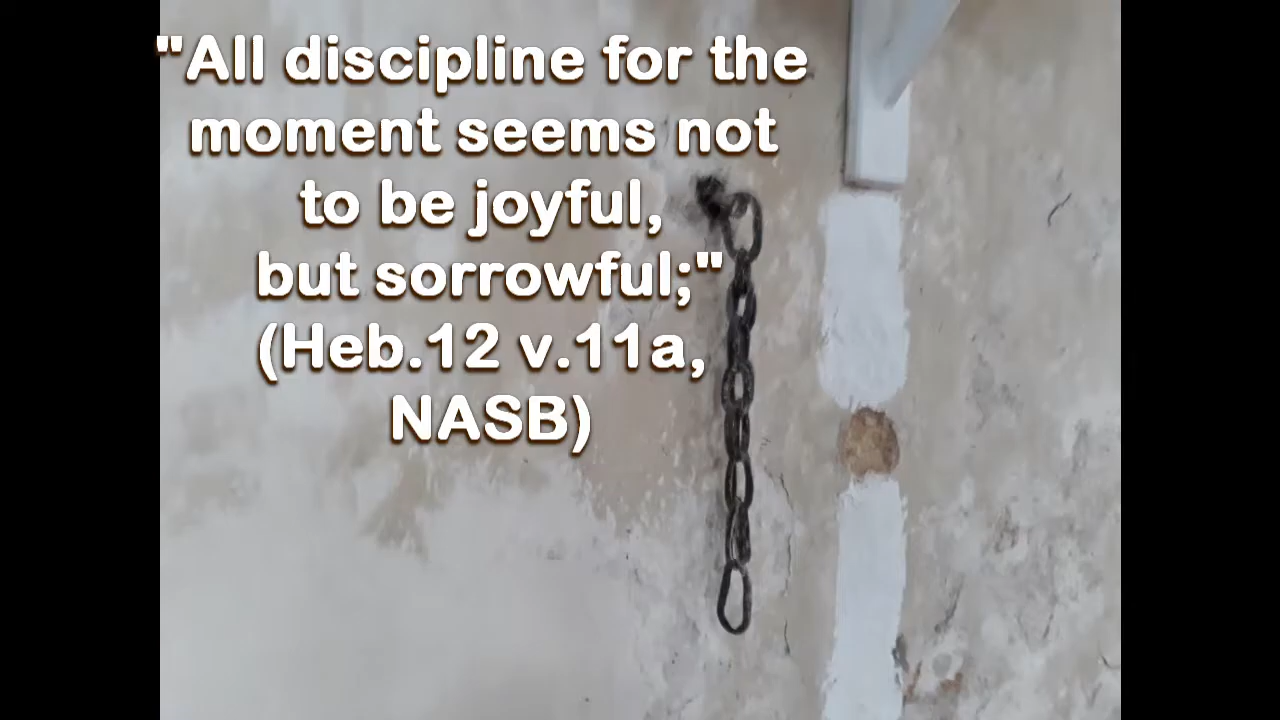 "All discipline for the
moment seems not
to be joyful,
but sorrowful;"
(Heb.12 v.11a,
NASB)